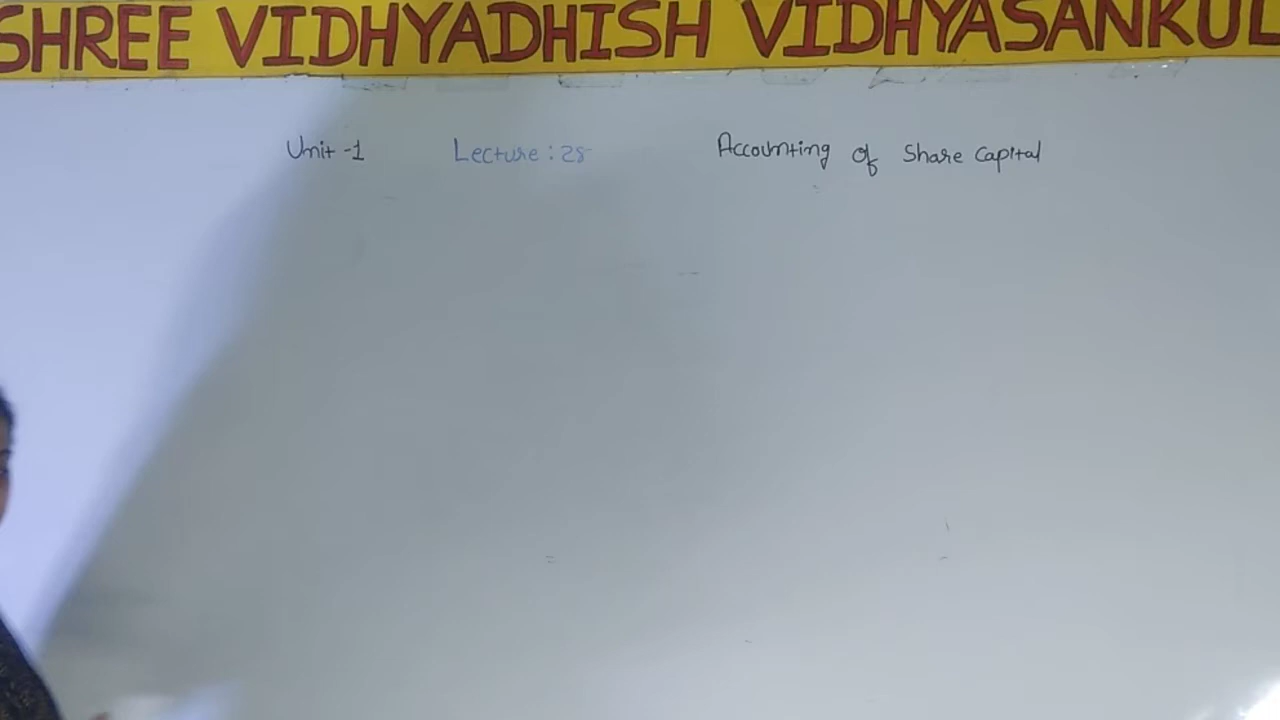 SHREE VIDHYADHISH VIDHYASANKUL
Unit -1 Lecture : 28 Accounting of Share Capital